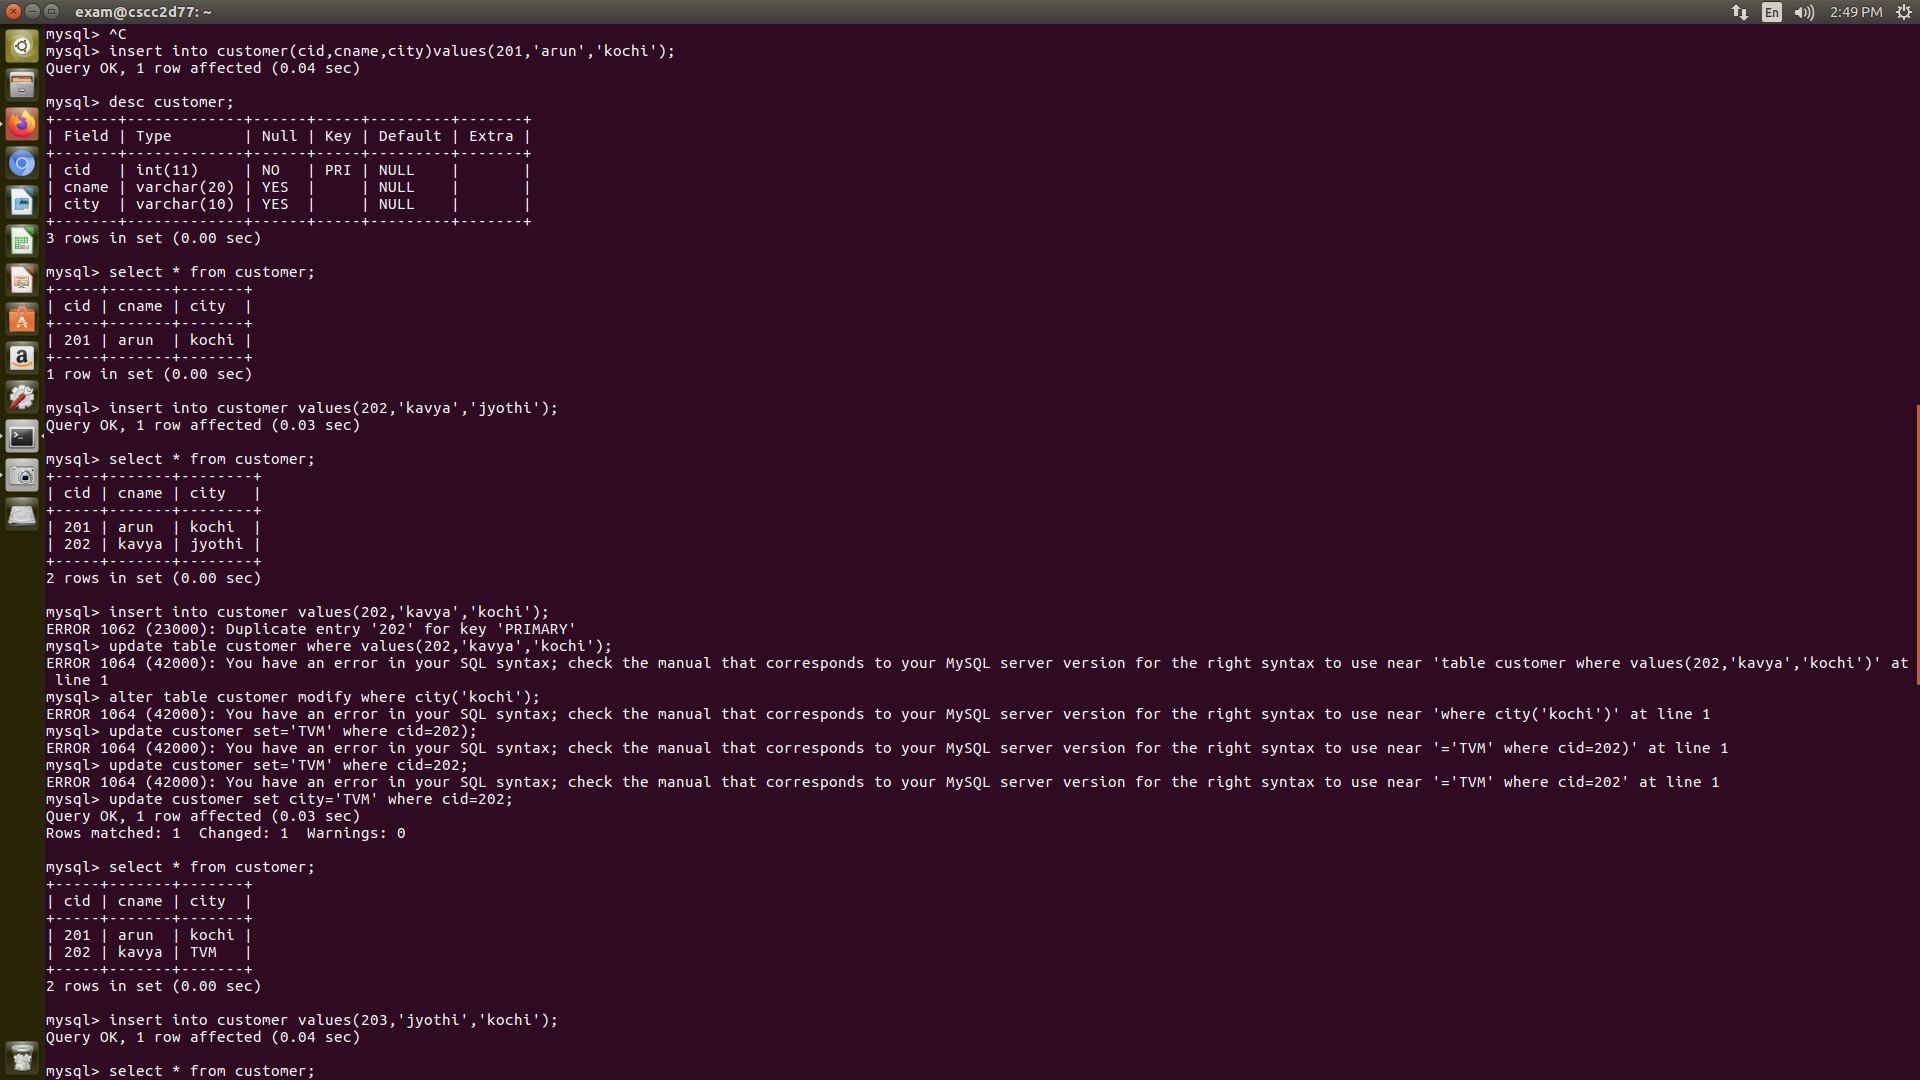 exam@cscc2d77: ~
En
2:49 PM
mysql> ^C
mysql> insert into customer(cid,cname,city)values(201,'arun','kochi');
Query OK, 1 row affected (0.04 sec)
mysql> desc customer;
+-------+-------------+------+-----+---------+-------+
| Field | Type        | Null | Key | Default | Extra |
+-------+-------------+------+-----+---------+-------+
| cid   | int(11)     | NO   | PRI | NULL    |       |
| cname | varchar(20) | YES  |     | NULL    |       |
| city  | varchar(10) | YES  |     | NULL    |       |
+-------+-------------+------+-----+---------+-------+
3 rows in set (0.00 sec)
mysql> select * from customer;
+-----+-------+-------+
| cid | cname | city  |
+-----+-------+-------+
| 201 | arun  | kochi |
+-----+-------+-------+
1 row in set (0.00 sec)
mysql> insert into customer values(202,'kavya','jyothi');
Query OK, 1 row affected (0.03 sec)
mysql> select * from customer;
+-----+-------+--------+
| cid | cname | city   |
+-----+-------+--------+
| 201 | arun  | kochi  |
| 202 | kavya | jyothi |
+-----+-------+--------+
2 rows in set (0.00 sec)
mysql> insert into customer values(202,'kavya','kochi');
ERROR 1062 (23000): Duplicate entry '202' for key 'PRIMARY'
mysql> update table customer where values(202,'kavya','kochi');
ERROR 1064 (42000): You have an error in your SQL syntax; check the manual that corresponds to your MySQL server version for the right syntax to use near 'table customer where values(202,'kavya','kochi')' at
 line 1
mysql> alter table customer modify where city('kochi');
ERROR 1064 (42000): You have an error in your SQL syntax; check the manual that corresponds to your MySQL server version for the right syntax to use near 'where city('kochi')' at line 1
mysql> update customer set='TVM' where cid=202);
ERROR 1064 (42000): You have an error in your SQL syntax; check the manual that corresponds to your MySQL server version for the right syntax to use near '='TVM' where cid=202)' at line 1
mysql> update customer set='TVM' where cid=202;
ERROR 1064 (42000): You have an error in your SQL syntax; check the manual that corresponds to your MySQL server version for the right syntax to use near '='TVM' where cid=202' at line 1
mysql> update customer set city='TVM' where cid=202;
Query OK, 1 row affected (0.03 sec)
Rows matched: 1  Changed: 1  Warnings: 0
mysql> select * from customer;
+-----+-------+-------+
| cid | cname | city  |
+-----+-------+-------+
| 201 | arun  | kochi |
| 202 | kavya | TVM   |
+-----+-------+-------+
2 rows in set (0.00 sec)
mysql> insert into customer values(203,'jyothi','kochi');
Query OK, 1 row affected (0.04 sec)
mysql> select * from customer;